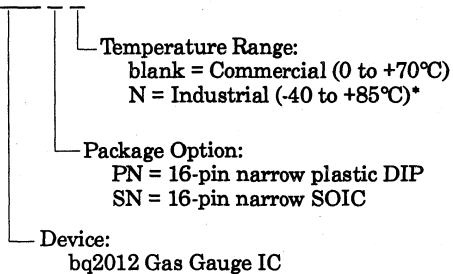 Temperature Range:
blank = Commercial (0 to +70°C)
N = Industrial (-40 to +85°C)*
Package Option:
PN = 16-pin narrow plastic DIP
SN = 16-pin narrow SOIC
Device:
bq2012 Gas Gauge IC